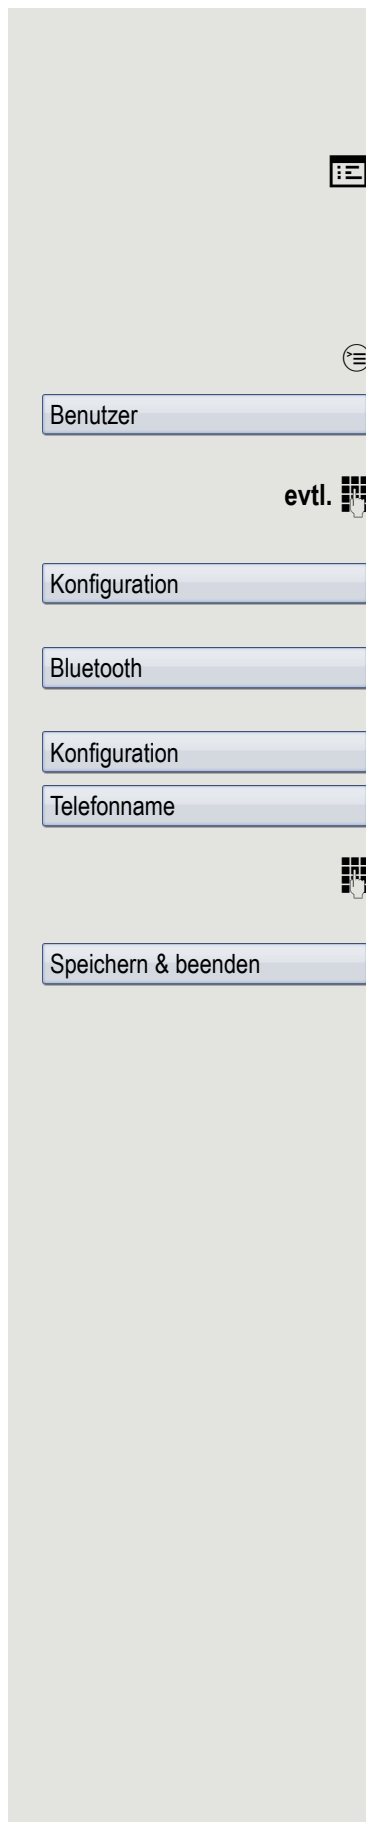 Benutzer
evtl.
Konfiguration
Bluetooth
Konfiguration
Telefonname
Speichern & beenden